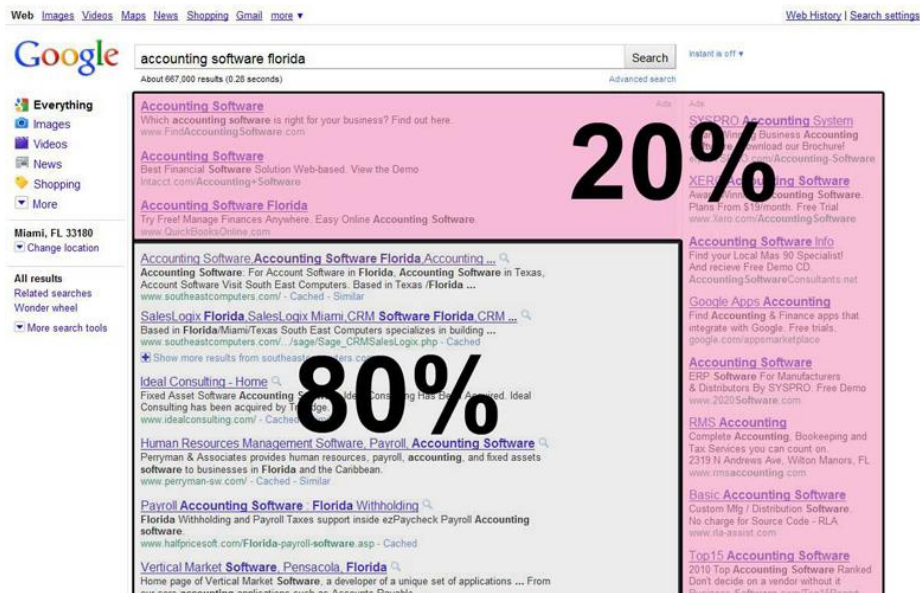 Web Images Videos Maps News Shopping Gmail more ▼
Web History | Search settings
Google
accounting software florida
Search
Instant is off ▼
About 667,000 results (0.28 seconds)
Advanced search
Everything
Images
Videos
News
Shopping
More
Miami, FL 33180
Change location
All results
Related searches
Wonder wheel
More search tools
Ads
Accounting Software
Which accounting software is right for your business? Find out here.
www.FindAccountingSoftware.com
Accounting Software
Best Financial Software Solution Web-based. View the Demo
Intacct.com/Accounting+Software
Accounting Software Florida
Try Free! Manage Finances Anywhere. Easy Online Accounting Software.
www.QuickBooksOnline.com
20%
Accounting Software,Accounting Software Florida,Accounting ...
Accounting Software: For Account Software in Florida, Accounting Software in Texas,
Account Software Visit South East Computers. Based in Texas /Florida ...
www.southeastcomputers.com/ - Cached - Similar
SalesLogix Florida,SalesLogix Miami,CRM Software Florida,CRM ...
Based in Florida/Miami/Texas South East Computers specializes in building ...
www.southeastcomputers.com/.../sage/Sage_CRMSalesLogix.php - Cached
Show more results from
80%
Ideal Consulting - Home
Fixed Asset Software Accounting Has Been Ideal
Consulting has been acquired by
www.idealconsulting.com/ - Cached
Human Resources Management Software, Payroll, Accounting Software
Perryman & Associates provides human resources, payroll, accounting, and fixed assets
software to businesses in Florida and the Caribbean.
www.perryman-sw.com/ - Cached - Similar
Payroll Accounting Software : Florida Withholding
Florida Withholding and Payroll Taxes support inside ezPaycheck Payroll Accounting
software.
www.halfpricesoft.com/Florida-payroll-software.asp - Cached
Vertical Market Software, Pensacola, Florida
Home page of Vertical Market Software, a developer of a unique set of applications ... From
our core accounting applications such as Accounts Payable
Ads
SYSPRO Accounting System
Business Accounting
Download our Brochure!
.com/Accounting-Software
XERO Accounting Software
Accounting Software.
Plans From $19/month. Free Trial
www.Xero.com/AccountingSoftware
Accounting Software Info
Find your Local Mas 90 Specialist!
And recieve Free Demo CD.
AccountingSoftwareConsultants.net
Google Apps Accounting
Find Accounting & Finance apps that
integrate with Google. Free trials.
google.com/appsmarketplace
Accounting Software
ERP Software For Manufacturers
& Distributors By SYSPRO. Free Demo
www.2020Software.com
RMS Accounting
Complete Accounting, Bookeeping and
Tax Services you can count on.
2319 N Andrews Ave, Wilton Manors, FL
www.rmsaccounting.com
Basic Accounting Software
Custom Mfg / Distribution Software.
No charge for Source Code - RLA
www.rla-assist.com
Top15 Accounting Software
2010 Top Accounting Software Ranked
Don't decide on a vendor without it